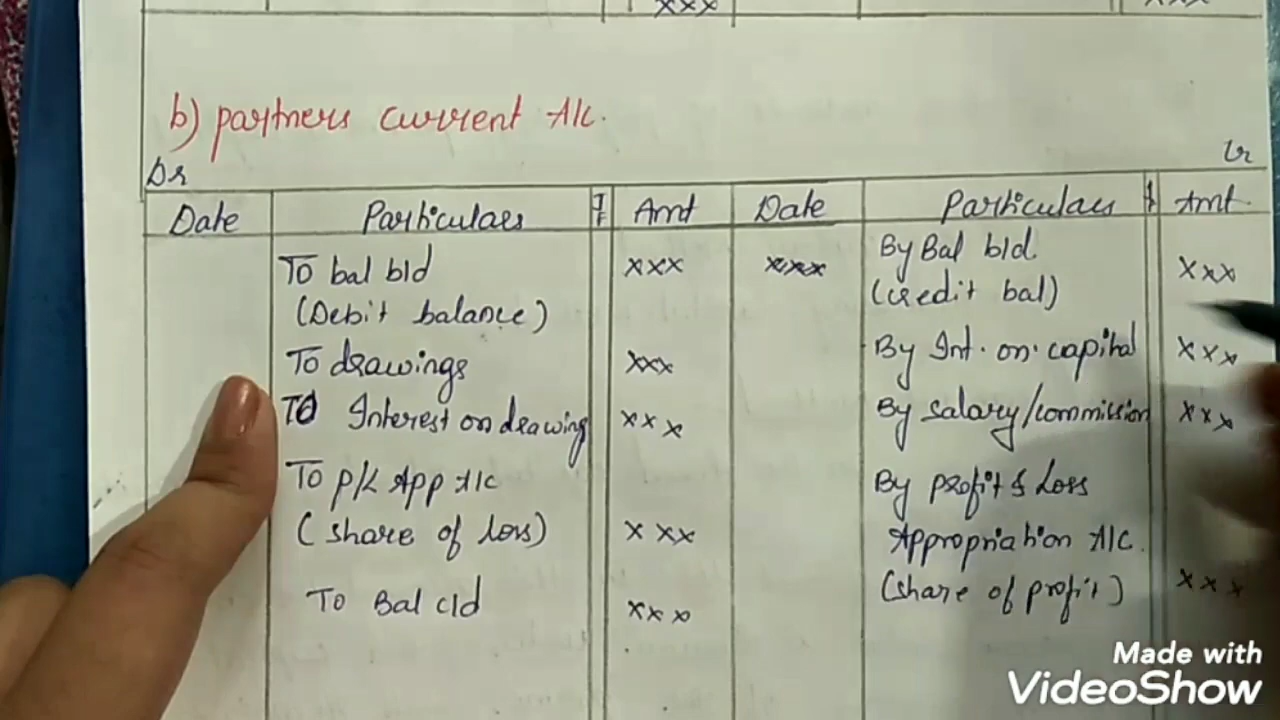 xxx
b) partners current A/c.
Dr
Cr
Date Particulars JF Amt Date Particulars Amt
To bal b/d xxx xxx
(Debit balance)
To drawings xxx
TO Interest on drawing xxx
To P/L App A/c
(share of loss) xxx
To Bal c/d xxx
By Bal b/d.
(credit bal) xxx
By Int. on. capital xxx
By salary/commission xxx
By Profit & Loss
Appropriation A/C.
(share of profit) xxx
Made with
VideoShow